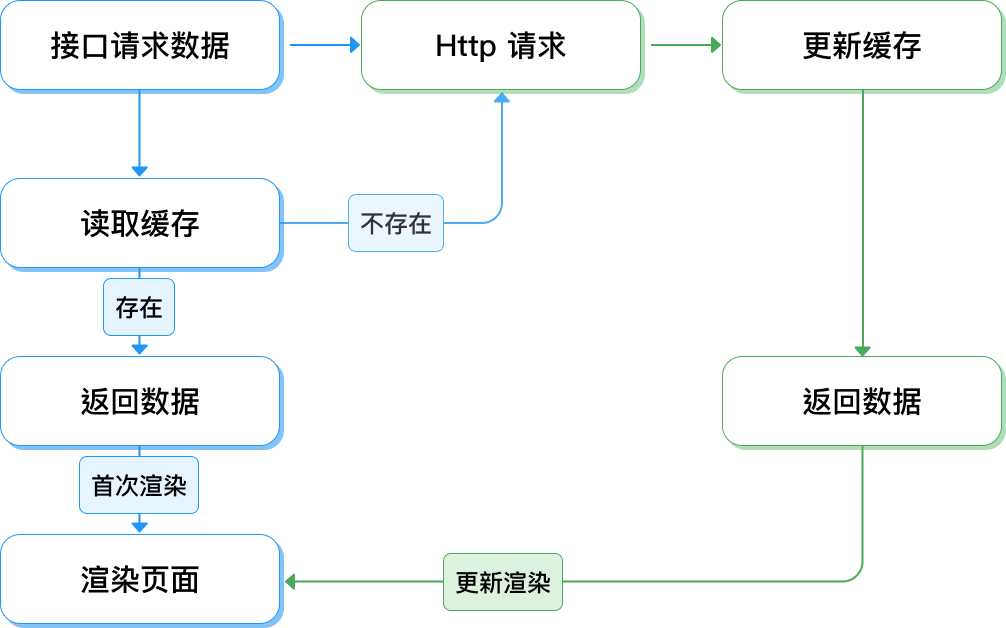 接口请求数据
Http 请求
更新缓存
读取缓存
不存在
存在
返回数据
返回数据
首次渲染
渲染页面
更新渲染